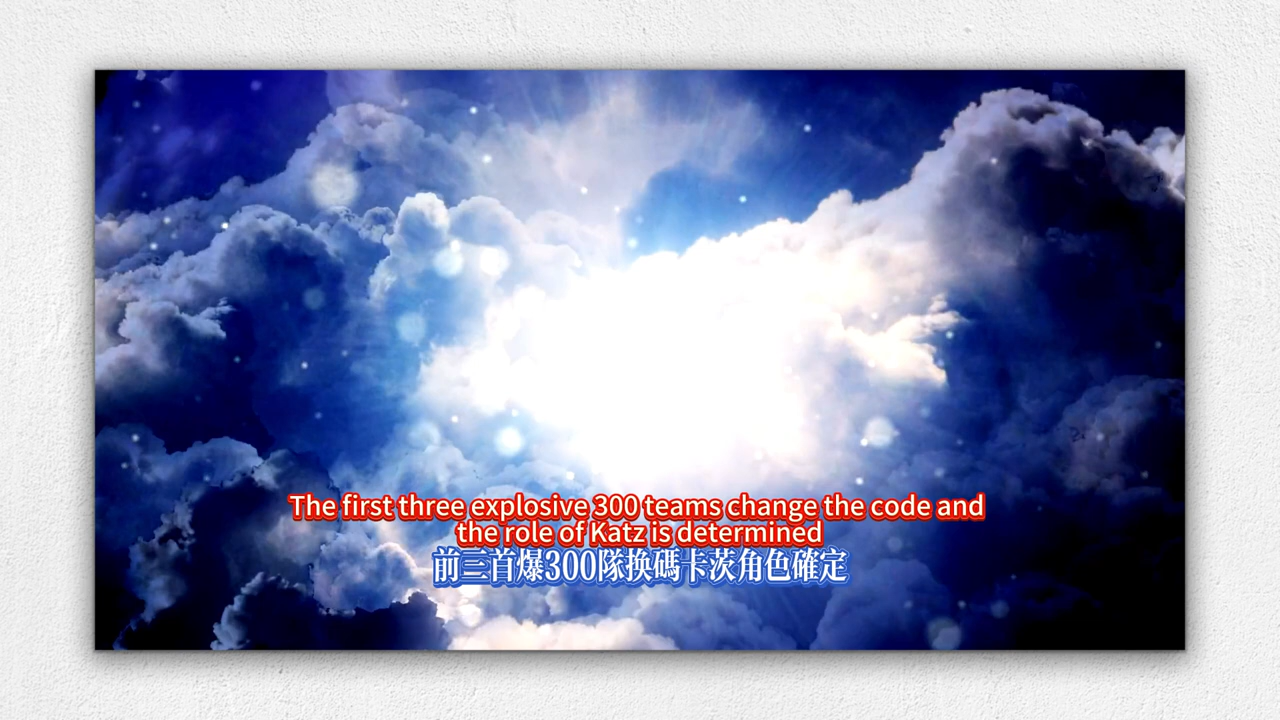 The first three explosive 300 teams change the code and
the role of Katz is determined
前三首爆300隊换碼卡茨角色確定